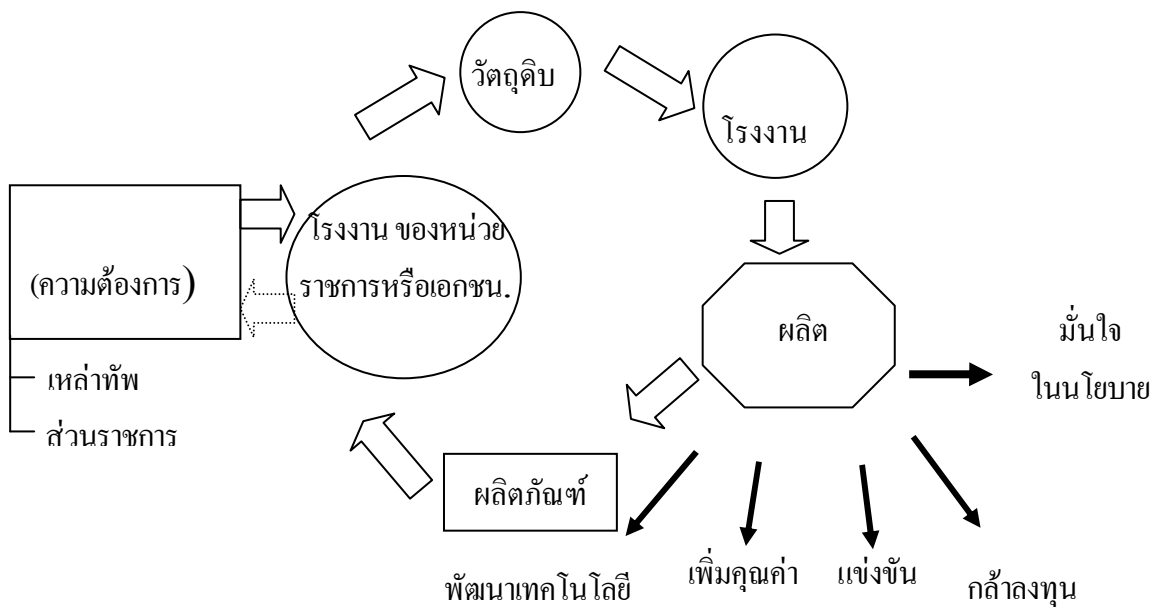 วัตถุดิบ
โรงงาน
โรงงาน ของหน่วย
ราชการหรือเอกชน.
(ความต้องการ)
เหล่าทัพ
ส่วนราชการ
ผลิต
มั่นใจ
ในนโยบาย
ผลิตภัณฑ์
พัฒนาเทคโนโลยี
เพิ่มคุณค่า
แข่งขัน
กล้าลงทุน